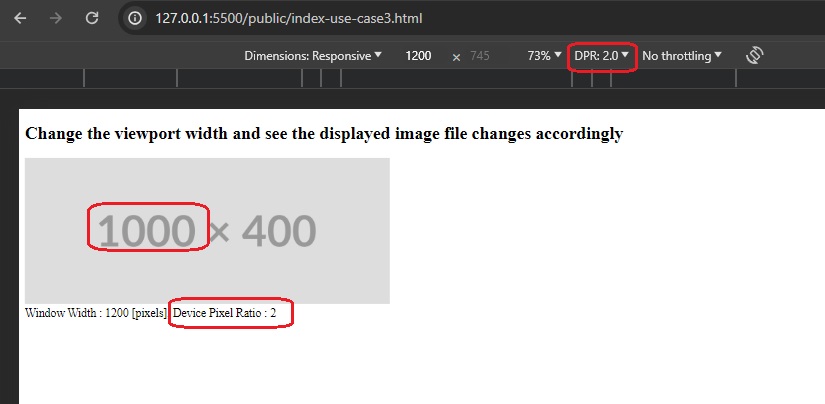 127.0.0.1:5500/public/index-use-case3.html
Dimensions: Responsive 1200 × 745 73% DPR: 2.0 No throttling
Change the viewport width and see the displayed image file changes accordingly
1000 × 400
Window Width : 1200 [pixels] Device Pixel Ratio : 2